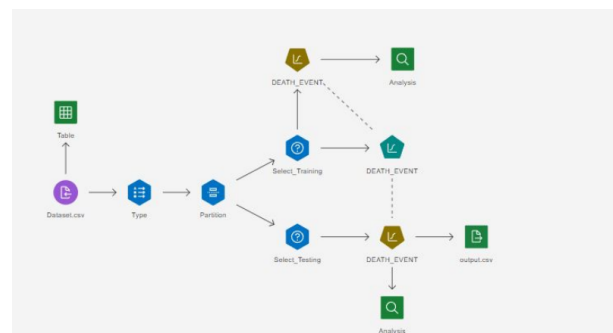 DEATH_EVENT
Analysis
Table
Select_Training
DEATH_EVENT
Dataset.csv
Type
Partition
Select_Testing
DEATH_EVENT
output.csv
Analysis